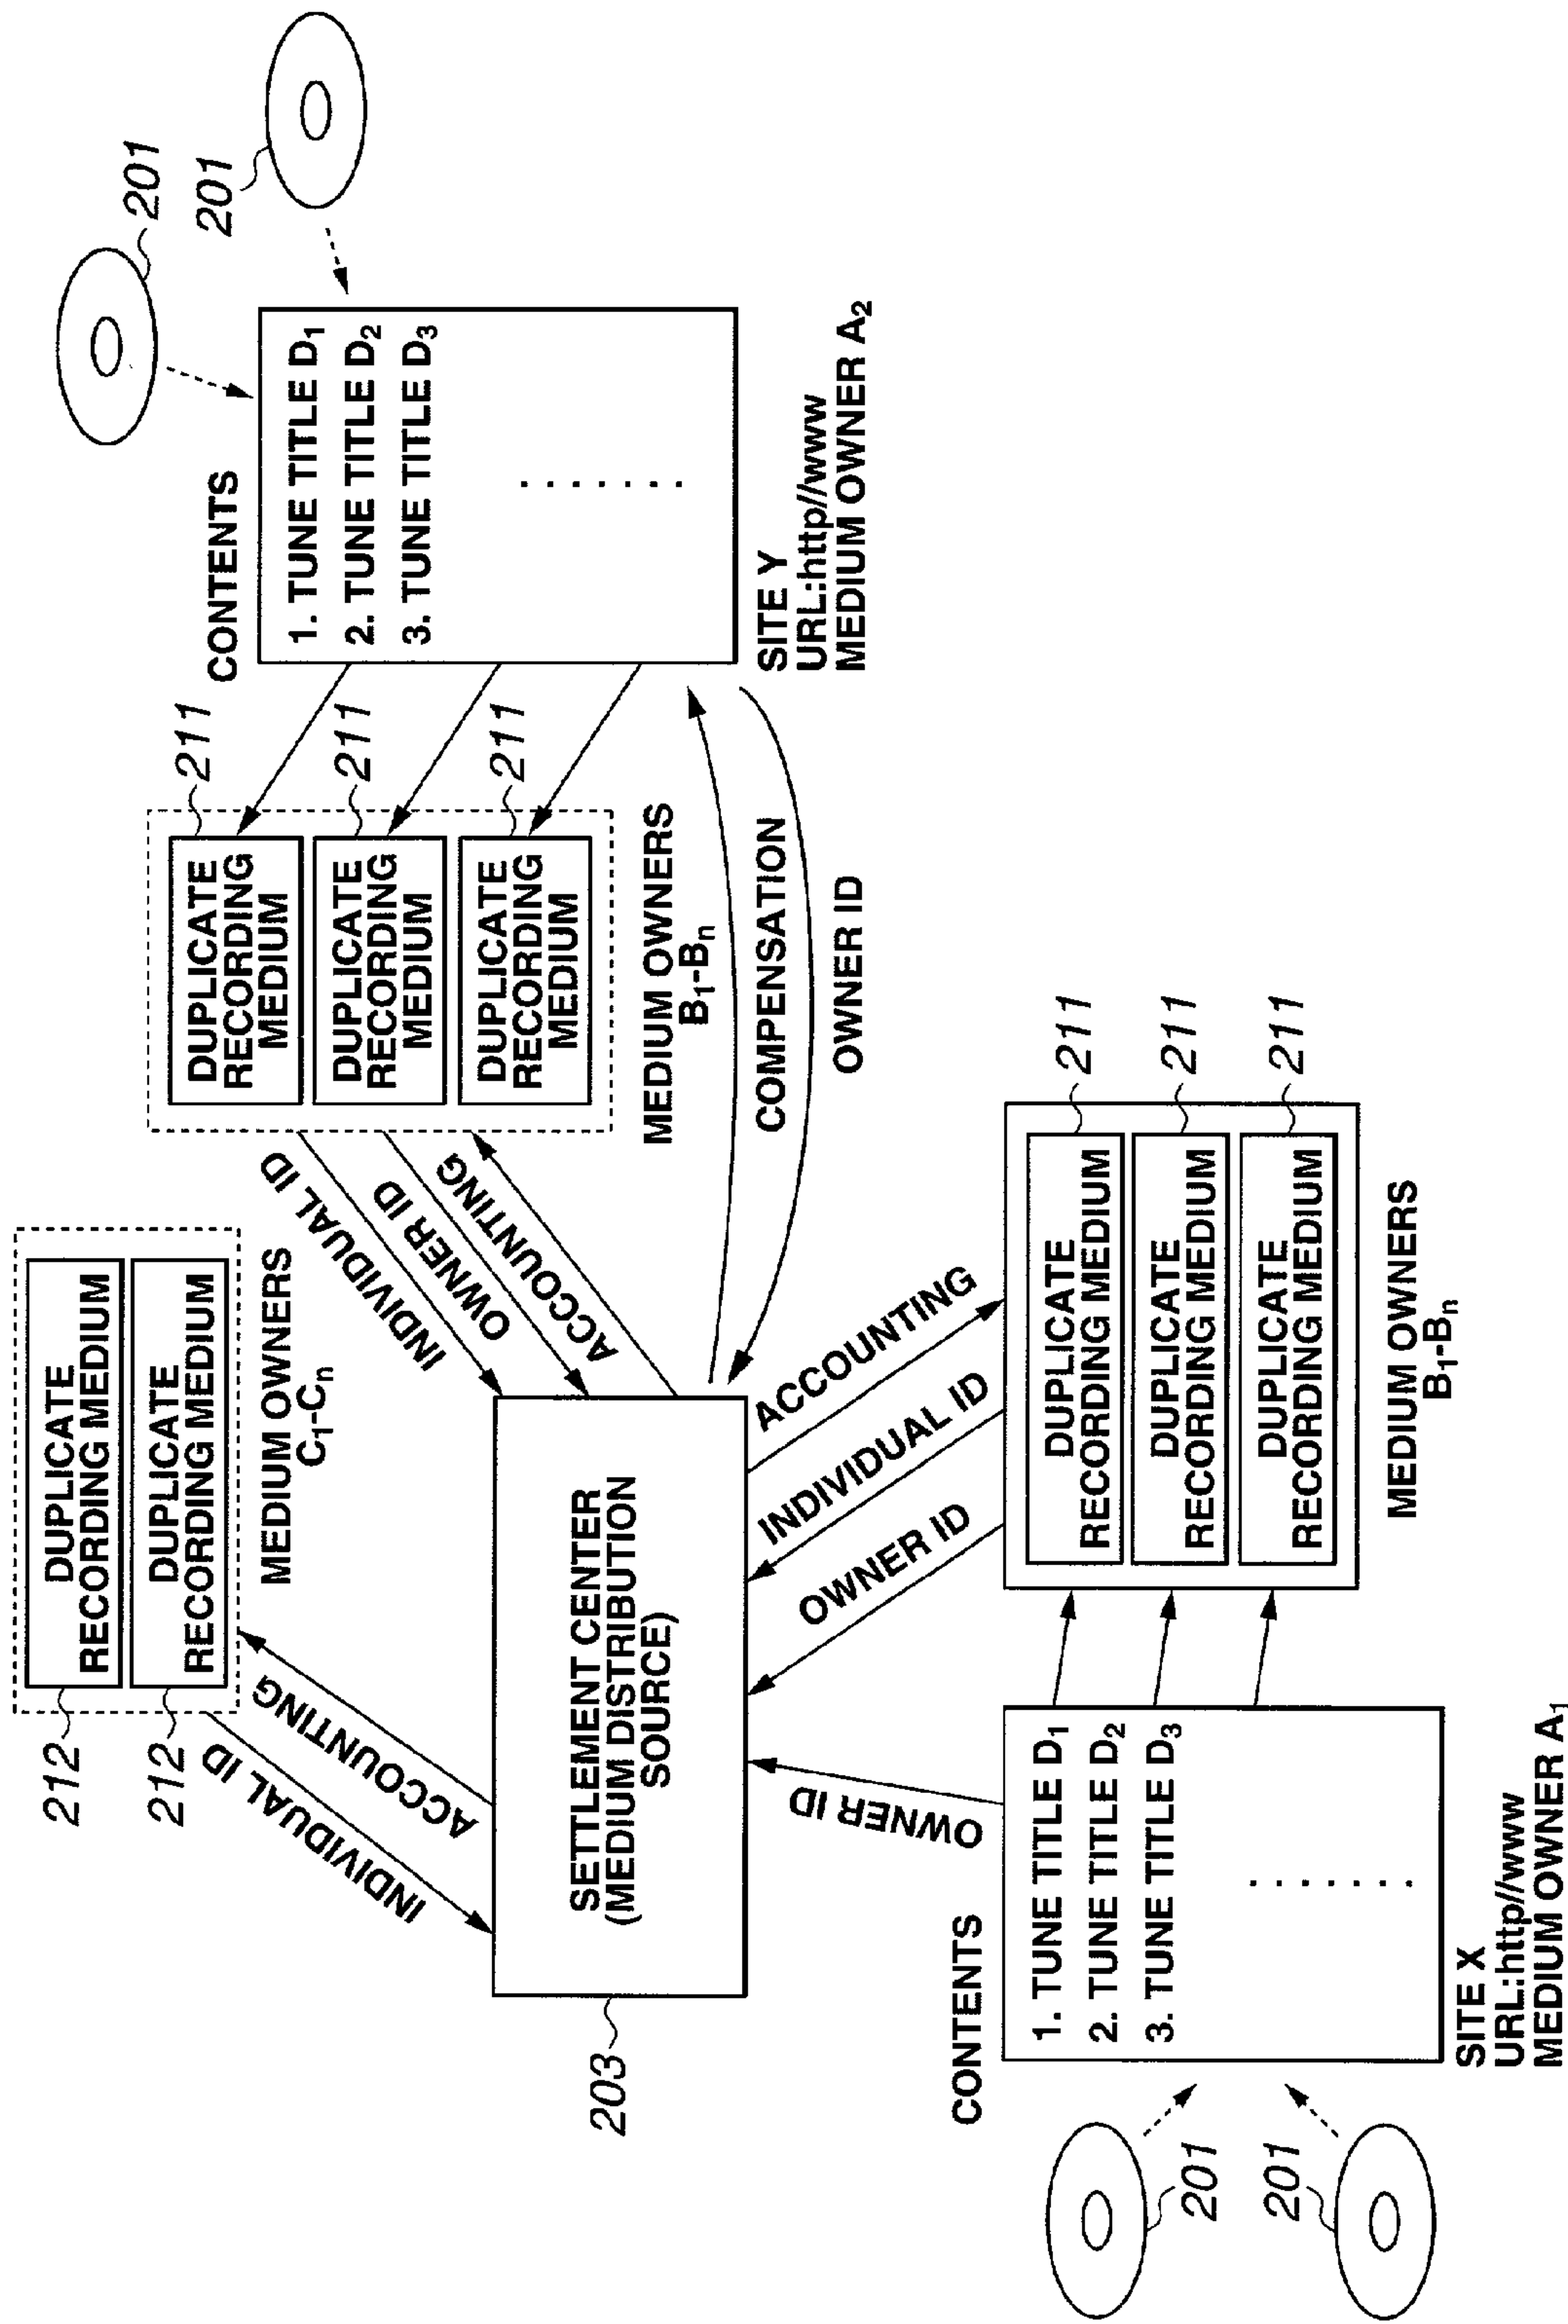 212
DUPLICATE
RECORDING MEDIUM
212
DUPLICATE
RECORDING MEDIUM
MEDIUM OWNERS
C1-Cn
INDIVIDUAL ID
ACCOUNTING
DUPLICATE
RECORDING
MEDIUM
211
DUPLICATE
RECORDING
MEDIUM
211
DUPLICATE
RECORDING
MEDIUM
211
MEDIUM OWNERS
B1-Bn
INDIVIDUAL ID
OWNER ID
ACCOUNTING
201
201
CONTENTS
1. TUNE TITLE D1
2. TUNE TITLE D2
3. TUNE TITLE D3
.......
SITE Y
URL:http//www
MEDIUM OWNER A2
COMPENSATION
OWNER ID
203
SETTLEMENT CENTER
(MEDIUM DISTRIBUTION
SOURCE)
ACCOUNTING
INDIVIDUAL ID
OWNER ID
OWNER ID
CONTENTS
1. TUNE TITLE D1
2. TUNE TITLE D2
3. TUNE TITLE D3
.......
SITE X
URL:http//www
MEDIUM OWNER A1
201
201
DUPLICATE
RECORDING MEDIUM
211
DUPLICATE
RECORDING MEDIUM
211
DUPLICATE
RECORDING MEDIUM
211
MEDIUM OWNERS
B1-Bn